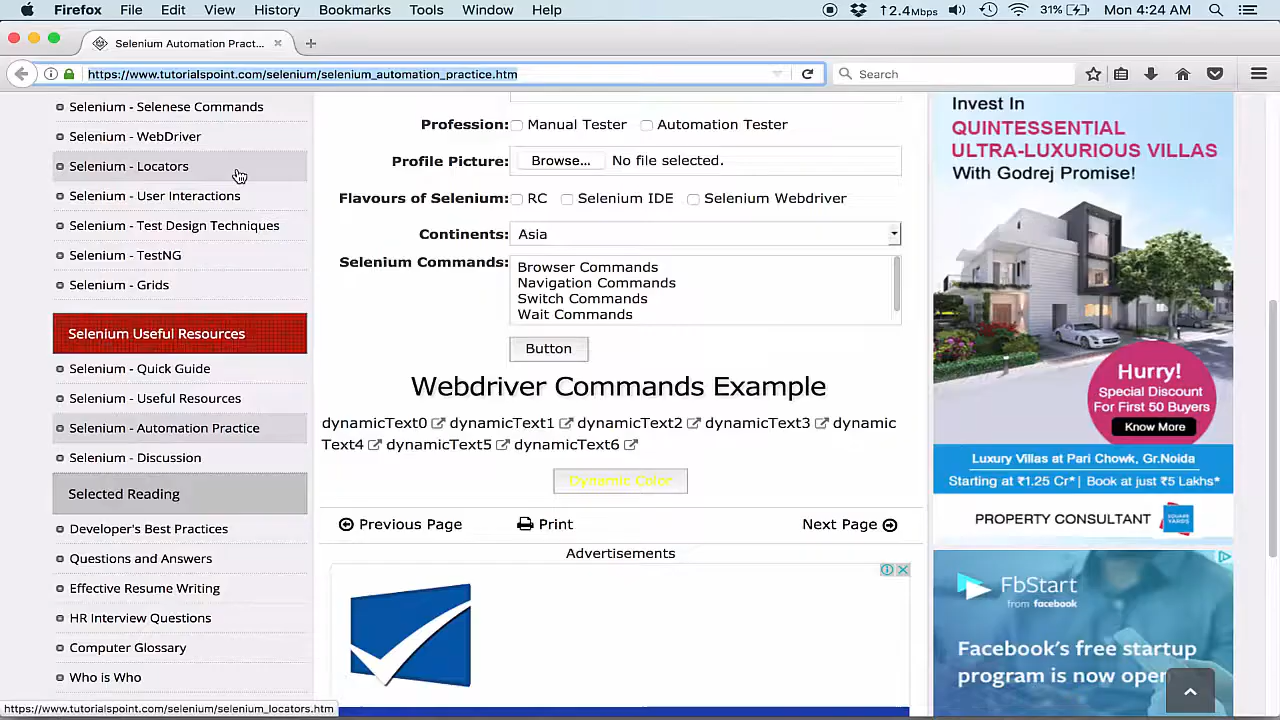 Firefox File Edit View History Bookmarks Tools Window Help
↑2.4Mbps 31% Mon 4:24 AM
Selenium Automation Pract...
https://www.tutorialspoint.com/selenium/selenium_automation_practice.htm
Search
Selenium - Selenese Commands
Selenium - WebDriver
Selenium - Locators
Selenium - User Interactions
Selenium - Test Design Techniques
Selenium - TestNG
Selenium - Grids
Selenium Useful Resources
Selenium - Quick Guide
Selenium - Useful Resources
Selenium - Automation Practice
Selenium - Discussion
Selected Reading
Developer's Best Practices
Questions and Answers
Effective Resume Writing
HR Interview Questions
Computer Glossary
Who is Who
Profession: Manual Tester Automation Tester
Profile Picture: Browse... No file selected.
Flavours of Selenium: RC Selenium IDE Selenium Webdriver
Continents: Asia
Selenium Commands: Browser Commands
Navigation Commands
Switch Commands
Wait Commands
Button
Webdriver Commands Example
dynamicText0 dynamicText1 dynamicText2 dynamicText3 dynamic
Text4 dynamicText5 dynamicText6
Dynamic Color
Previous Page Print Next Page
Advertisements
Invest In
QUINTESSENTIAL
ULTRA-LUXURIOUS VILLAS
With Godrej Promise!
Hurry!
Special Discount
For First 50 Buyers
Know More
Luxury Villas at Pari Chowk, Gr.Noida
Starting at ₹1.25 Cr* | Book at just ₹5 Lakhs*
PROPERTY CONSULTANT SQUARE YARDS
FbStart
from facebook
Facebook's free startup
program is now open
https://www.tutorialspoint.com/selenium/selenium_locators.htm